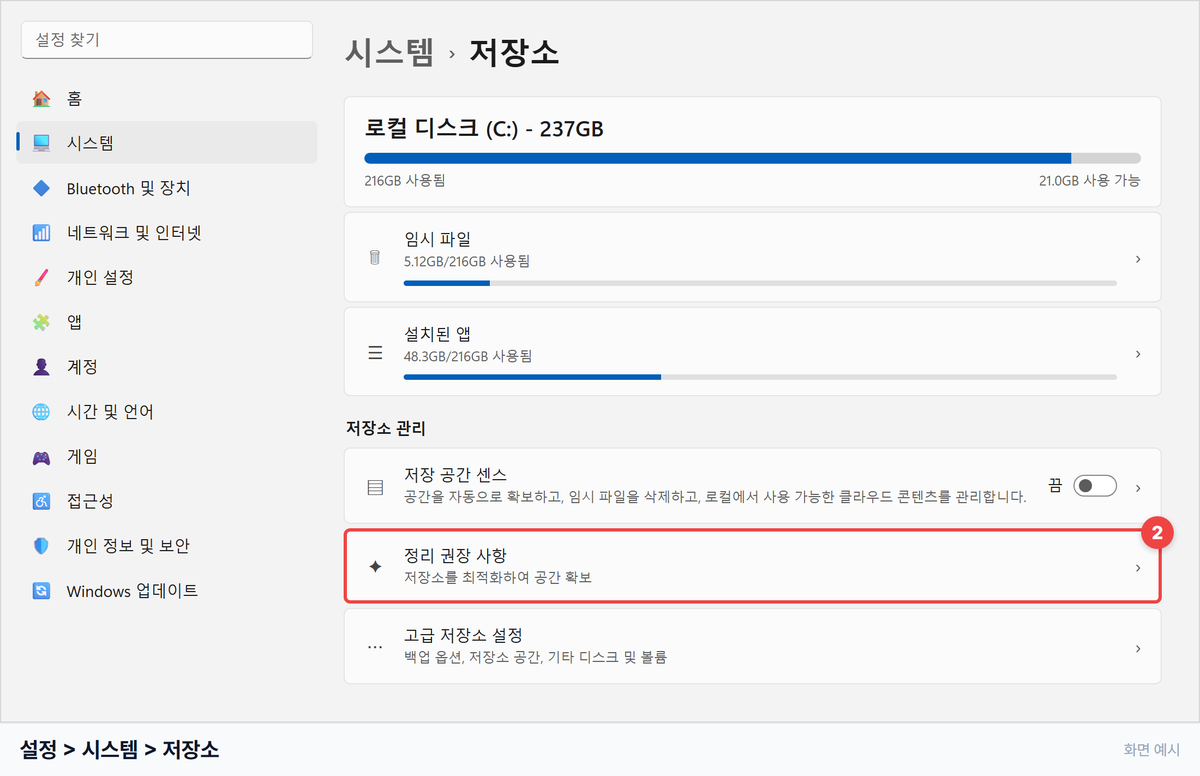 설정 찾기
홈
시스템
Bluetooth 및 장치
네트워크 및 인터넷
개인 설정
앱
계정
시간 및 언어
게임
접근성
개인 정보 및 보안
Windows 업데이트
시스템 › 저장소
로컬 디스크 (C:) - 237GB
216GB 사용됨
21.0GB 사용 가능
임시 파일
5.12GB/216GB 사용됨
설치된 앱
48.3GB/216GB 사용됨
저장소 관리
저장 공간 센스
공간을 자동으로 확보하고, 임시 파일을 삭제하고, 로컬에서 사용 가능한 클라우드 콘텐츠를 관리합니다.
끔
2
정리 권장 사항
저장소를 최적화하여 공간 확보
고급 저장소 설정
백업 옵션, 저장소 공간, 기타 디스크 및 볼륨
설정 > 시스템 > 저장소
화면 예시